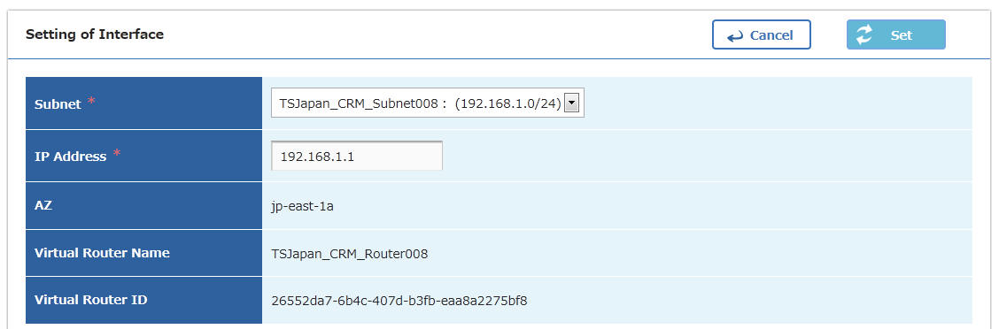 Setting of Interface
Cancel
Set
Subnet *
TSJapan_CRM_Subnet008 : (192.168.1.0/24)
IP Address *
192.168.1.1
AZ
jp-east-1a
Virtual Router Name
TSJapan_CRM_Router008
Virtual Router ID
26552da7-6b4c-407d-b3fb-eaa8a2275bf8